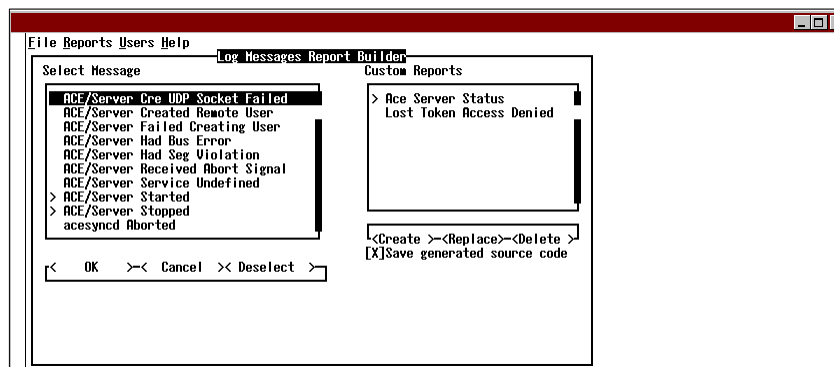 File Reports Users Help
Log Messages Report Builder
Select Message
ACE/Server Cre UDP Socket Failed
ACE/Server Created Remote User
ACE/Server Failed Creating User
ACE/Server Had Bus Error
ACE/Server Had Seg Violation
ACE/Server Received Abort Signal
ACE/Server Service Undefined
> ACE/Server Started
> ACE/Server Stopped
acesyncd Aborted
< OK >-< Cancel >< Deselect >
Custom Reports
> Ace Server Status
Lost Token Access Denied
<Create >-<Replace>-<Delete >
[X]Save generated source code